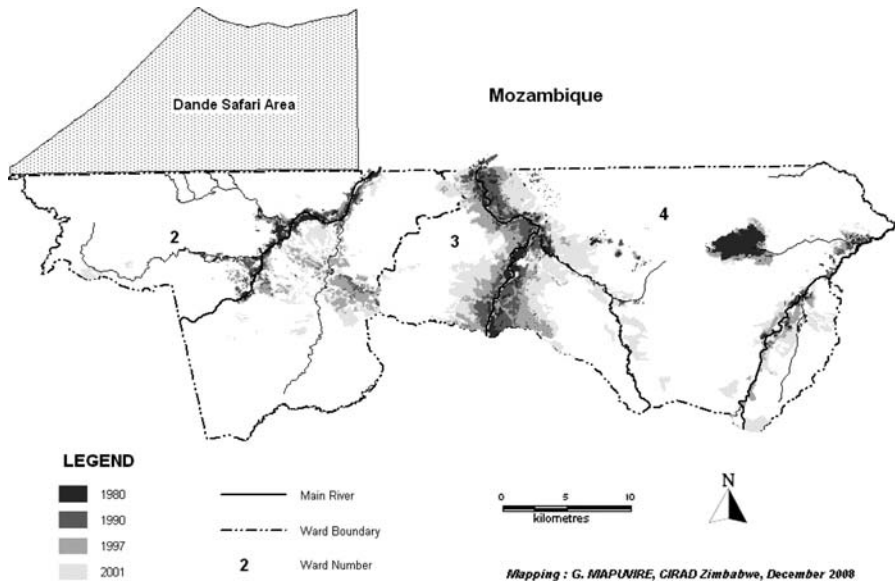 Dande Safari Area
Mozambique
2
3
4
LEGEND
1980
1990
1997
2001
Main River
Ward Boundary
2 Ward Number
0 5 10
kilometres
N
Mapping : G. MAPUVIRE, CIRAD Zimbabwe, December 2008